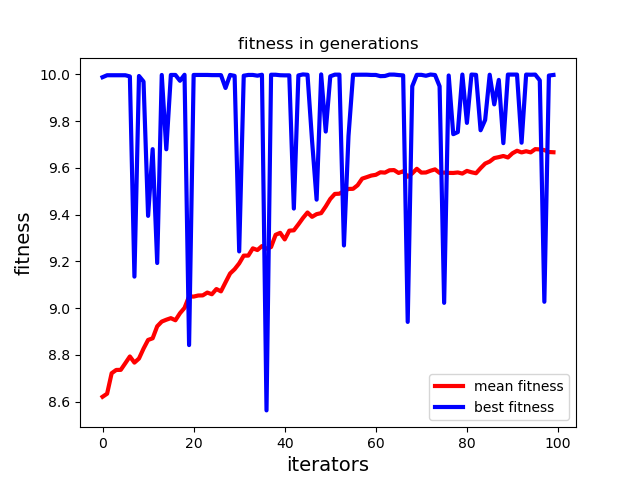 fitness in generations
10.0
9.8
9.6
9.4
9.2
9.0
8.8
8.6
fitness
0 20 40 60 80 100
iterators
mean fitness
best fitness